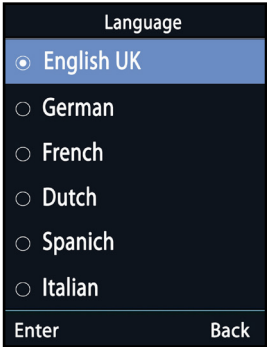 Language
English UK
German
French
Dutch
Spanich
Italian
Enter Back